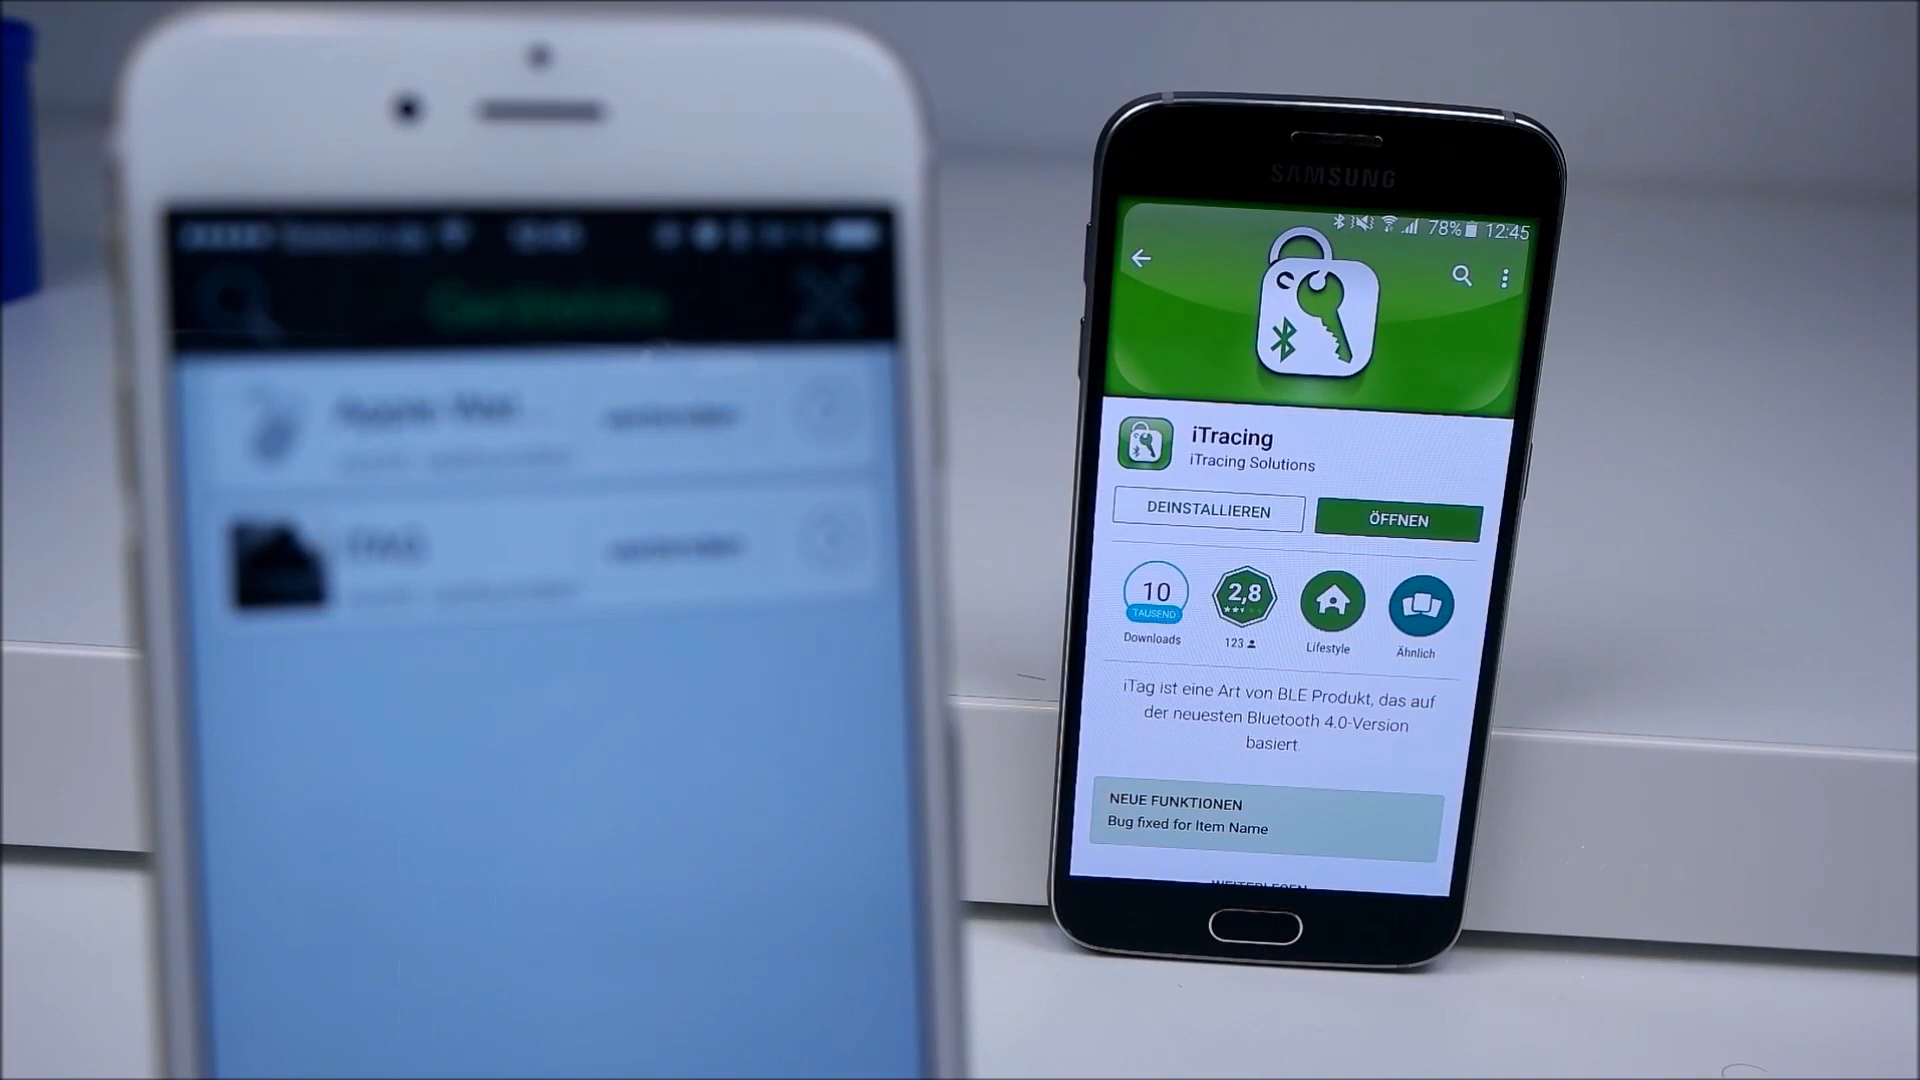 ITAG
SAMSUNG
78% 12:45
iTracing
iTracing Solutions
DEINSTALLIEREN
ÖFFNEN
10
TAUSEND
Downloads
2,8
123
Lifestyle
Ähnlich
iTag ist eine Art von BLE Produkt, das auf
der neuesten Bluetooth 4.0-Version
basiert.
NEUE FUNKTIONEN
Bug fixed for Item Name
WEITERLESEN